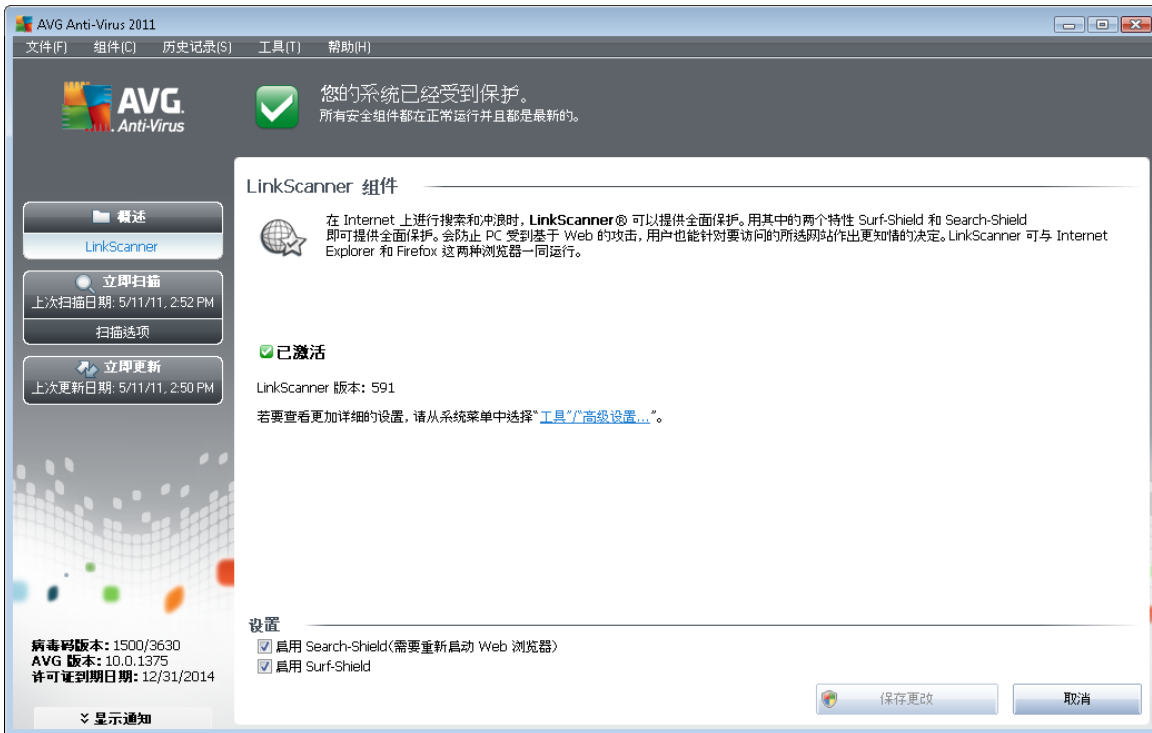 AVG Anti-Virus 2011
文件(F) 组件(C) 历史记录(S) 工具(T) 帮助(H)
AVG.
Anti-Virus
您的系统已经受到保护。
所有安全组件都在正常运行并且都是最新的。
概述
LinkScanner
立即扫描
上次扫描日期: 5/11/11, 2:52 PM
扫描选项
立即更新
上次更新日期: 5/11/11, 2:50 PM
病毒码版本: 1500/3630
AVG 版本: 10.0.1375
许可证到期日期: 12/31/2014
显示通知
LinkScanner 组件
在 Internet 上进行搜索和冲浪时, LinkScanner® 可以提供全面保护。用其中的两个特性 Surf-Shield 和 Search-Shield
即可提供全面保护。会防止 PC 受到基于 Web 的攻击, 用户也能针对要访问的所选网站作出更知情的决定。LinkScanner 可与 Internet
Explorer 和 Firefox 这两种浏览器一同运行。
已激活
LinkScanner 版本: 591
若要查看更加详细的设置, 请从系统菜单中选择“工具”/“高级设置...”。
设置
启用 Search-Shield(需要重新启动 Web 浏览器)
启用 Surf-Shield
保存更改
取消